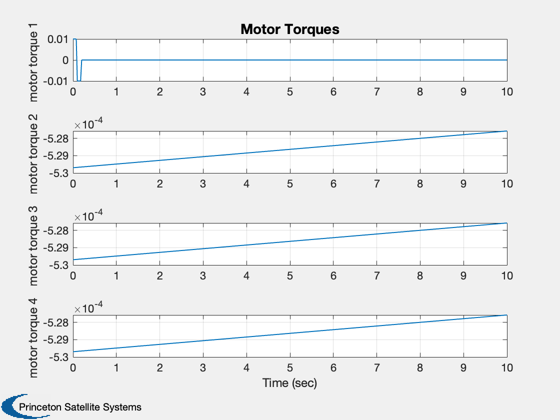 Motor Torques
motor torque 1
0.01
0
-0.01
0 1 2 3 4 5 6 7 8 9 10
motor torque 2
×10⁻⁴
-5.28
-5.29
-5.3
0 1 2 3 4 5 6 7 8 9 10
motor torque 3
×10⁻⁴
-5.28
-5.29
-5.3
0 1 2 3 4 5 6 7 8 9 10
motor torque 4
×10⁻⁴
-5.28
-5.29
-5.3
0 1 2 3 4 5 6 7 8 9 10
Time (sec)
Princeton Satellite Systems